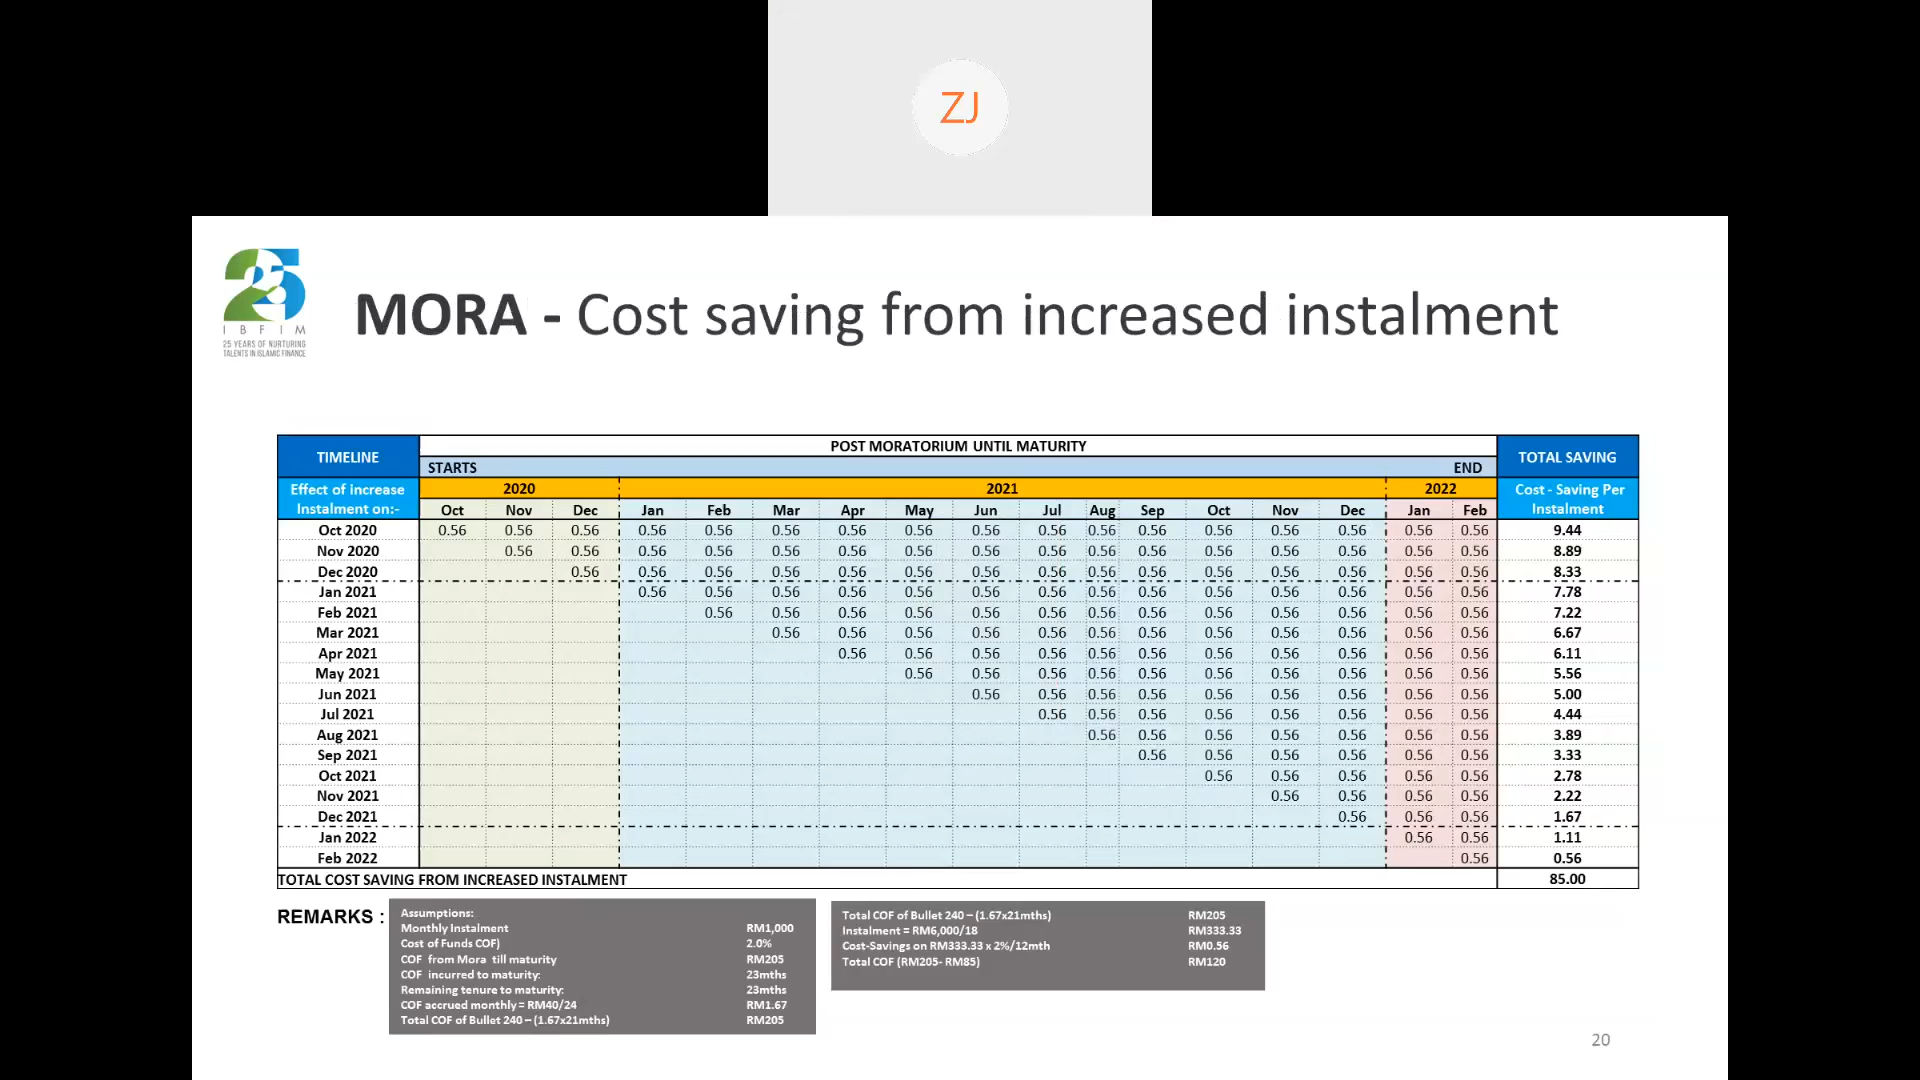 ZJ
IBFIM
25 YEARS OF NURTURING
TALENTS IN ISLAMIC FINANCE
MORA - Cost saving from increased instalment
TIMELINE POST MORATORIUM UNTIL MATURITY TOTAL SAVING
STARTS END
Effect of increase Instalment on:- 2020 2021 2022 Cost - Saving Per Instalment
Oct Nov Dec Jan Feb Mar Apr May Jun Jul Aug Sep Oct Nov Dec Jan Feb
Oct 2020 0.56 0.56 0.56 0.56 0.56 0.56 0.56 0.56 0.56 0.56 0.56 0.56 0.56 0.56 0.56 0.56 0.56 9.44
Nov 2020 0.56 0.56 0.56 0.56 0.56 0.56 0.56 0.56 0.56 0.56 0.56 0.56 0.56 0.56 0.56 0.56 8.89
Dec 2020 0.56 0.56 0.56 0.56 0.56 0.56 0.56 0.56 0.56 0.56 0.56 0.56 0.56 0.56 0.56 8.33
Jan 2021 0.56 0.56 0.56 0.56 0.56 0.56 0.56 0.56 0.56 0.56 0.56 0.56 0.56 0.56 7.78
Feb 2021 0.56 0.56 0.56 0.56 0.56 0.56 0.56 0.56 0.56 0.56 0.56 0.56 0.56 7.22
Mar 2021 0.56 0.56 0.56 0.56 0.56 0.56 0.56 0.56 0.56 0.56 0.56 0.56 6.67
Apr 2021 0.56 0.56 0.56 0.56 0.56 0.56 0.56 0.56 0.56 0.56 0.56 6.11
May 2021 0.56 0.56 0.56 0.56 0.56 0.56 0.56 0.56 0.56 0.56 5.56
Jun 2021 0.56 0.56 0.56 0.56 0.56 0.56 0.56 0.56 0.56 5.00
Jul 2021 0.56 0.56 0.56 0.56 0.56 0.56 0.56 0.56 4.44
Aug 2021 0.56 0.56 0.56 0.56 0.56 0.56 0.56 3.89
Sep 2021 0.56 0.56 0.56 0.56 0.56 0.56 3.33
Oct 2021 0.56 0.56 0.56 0.56 0.56 2.78
Nov 2021 0.56 0.56 0.56 0.56 2.22
Dec 2021 0.56 0.56 0.56 1.67
Jan 2022 0.56 0.56 1.11
Feb 2022 0.56 0.56
TOTAL COST SAVING FROM INCREASED INSTALMENT 85.00
REMARKS :
Assumptions:
Monthly Instalment RM1,000
Cost of Funds COF) 2.0%
COF from Mora till maturity RM205
COF incurred to maturity: 23mths
Remaining tenure to maturity: 23mths
COF accrued monthly = RM40/24 RM1.67
Total COF of Bullet 240 – (1.67x21mths) RM205
Total COF of Bullet 240 – (1.67x21mths) RM205
Instalment = RM6,000/18 RM333.33
Cost-Savings on RM333.33 x 2%/12mth RM0.56
Total COF (RM205- RM85) RM120
20